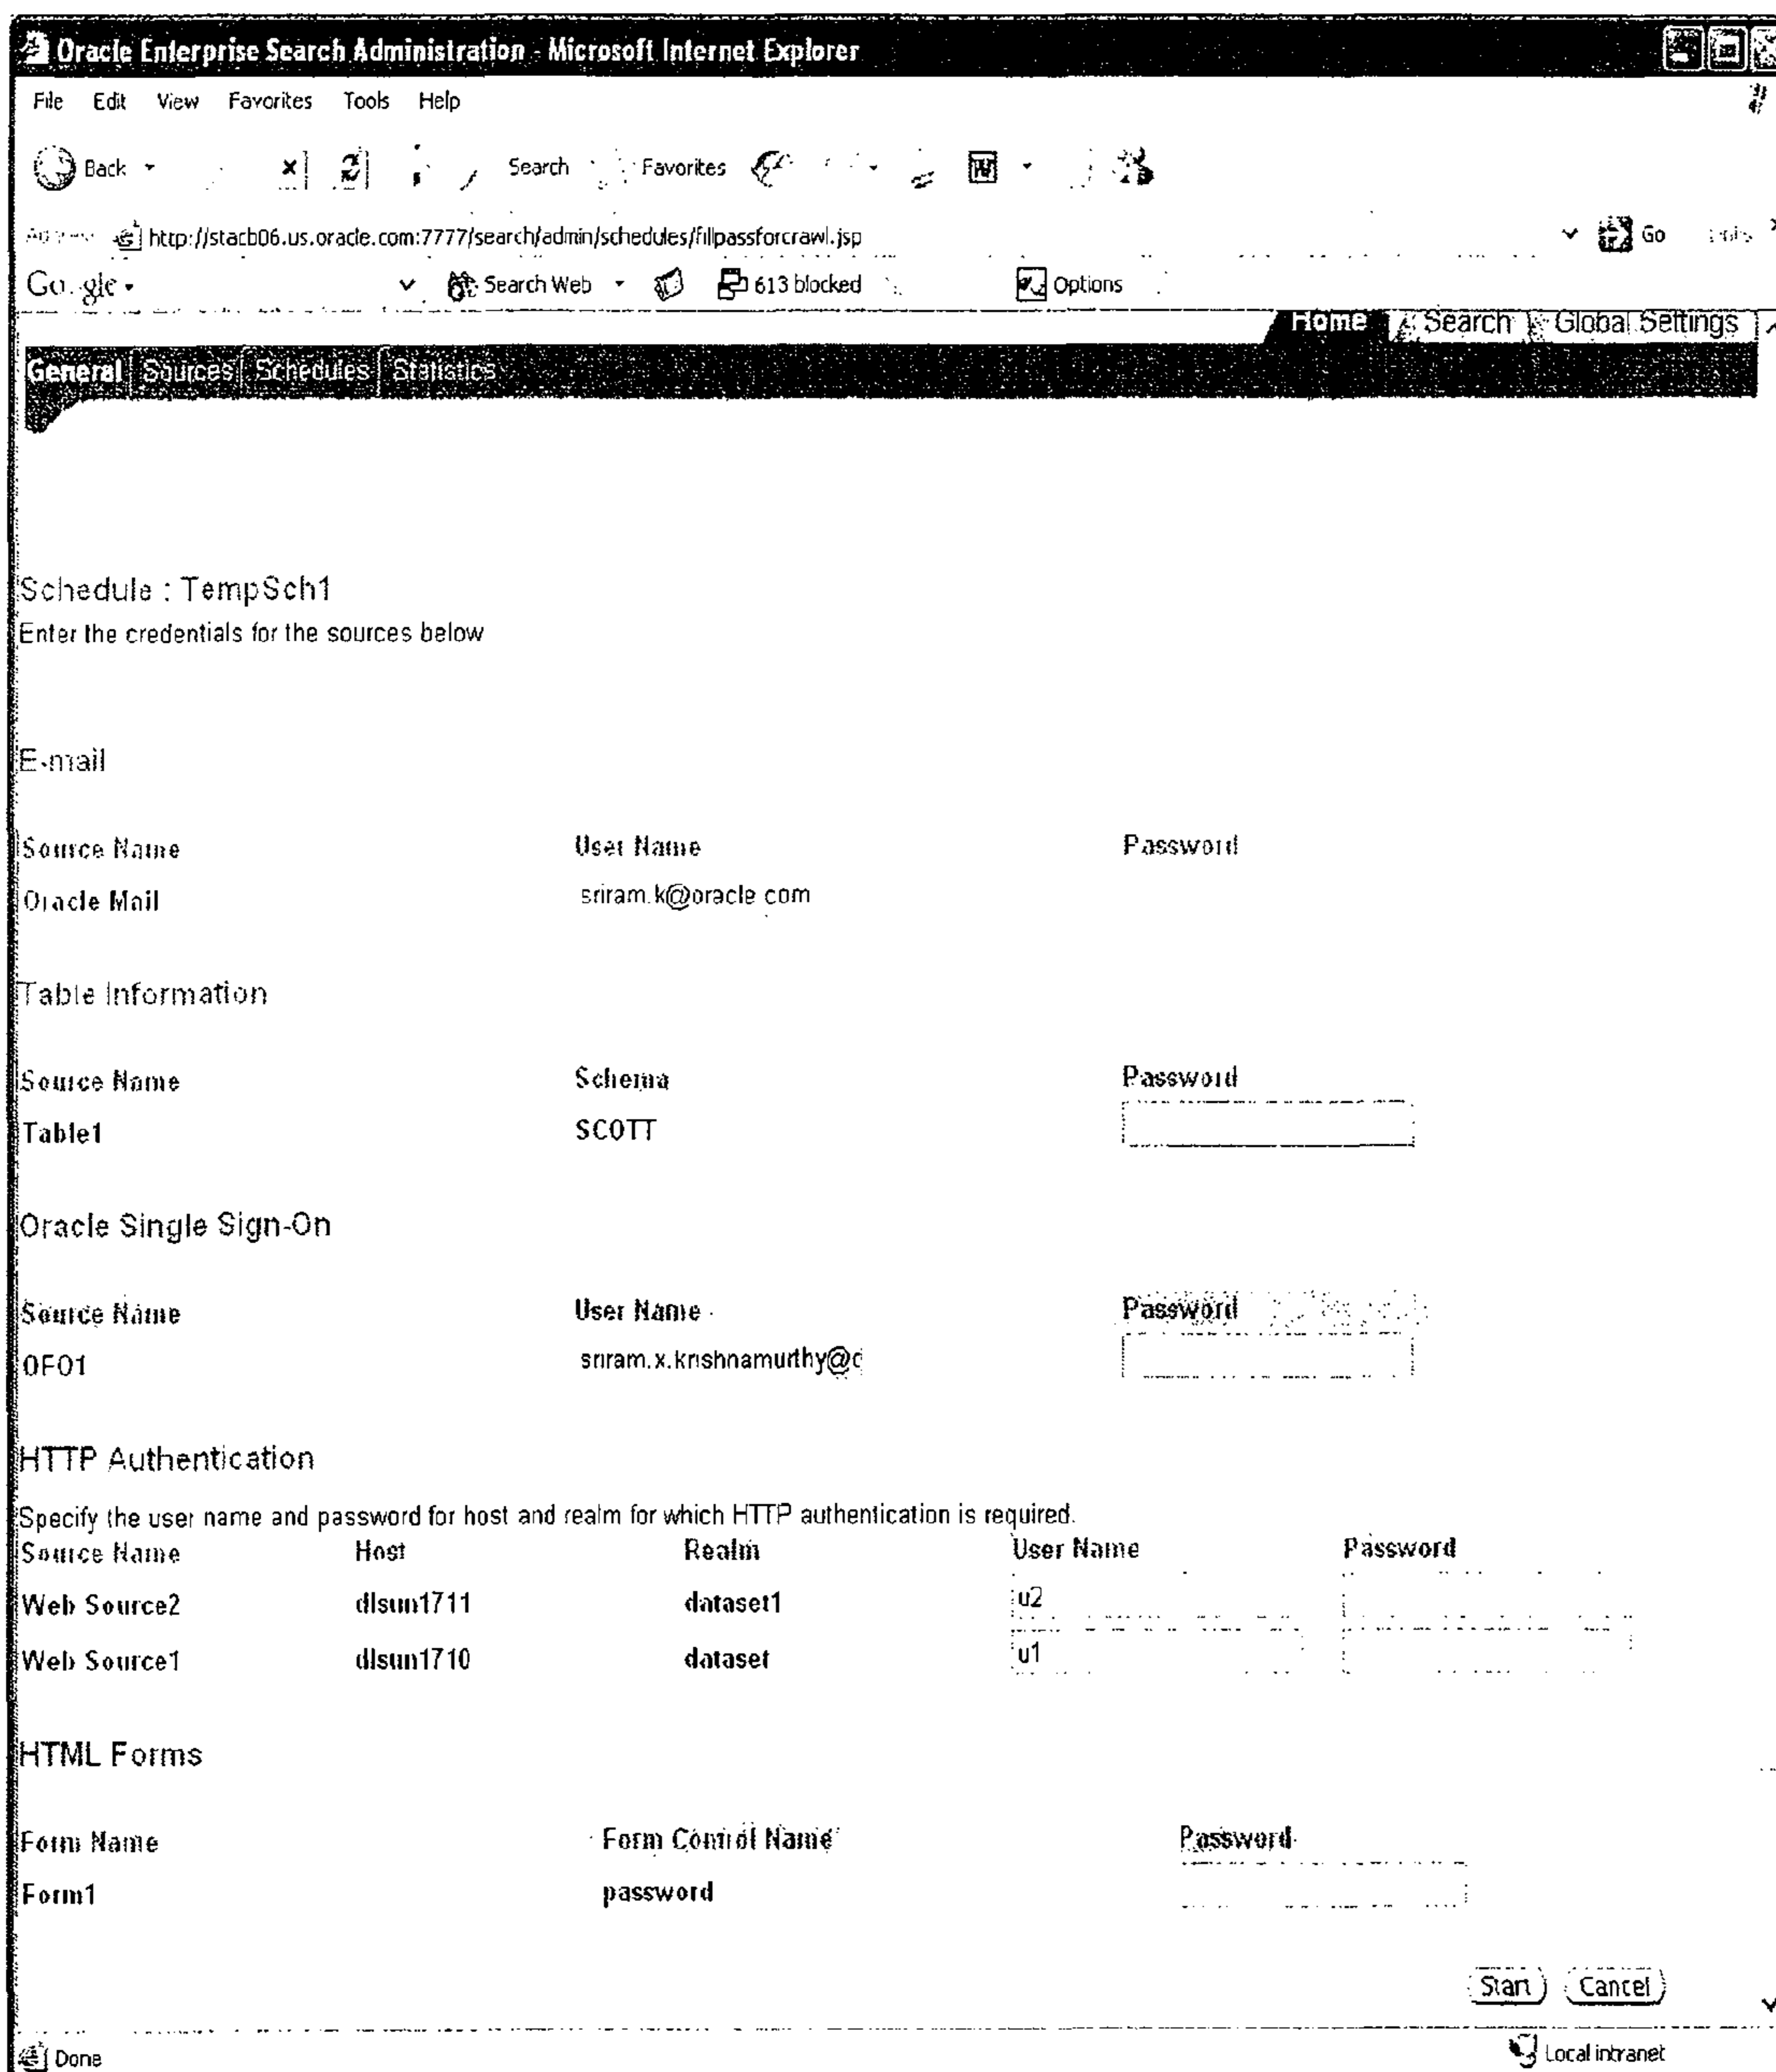 Oracle Enterprise Search Administration - Microsoft Internet Explorer
File Edit View Favorites Tools Help
Back Search Favorites
Address http://stacb06.us.oracle.com:7777/search/admin/schedules/fillpassforcrawl.jsp Go
Google Search Web 613 blocked Options
Home Search Global Settings
General Sources Schedules Statistics
Schedule : TempSch1
Enter the credentials for the sources below
E-mail
Source Name User Name Password
Oracle Mail sriram.k@oracle.com
Table Information
Source Name Schema Password
Table1 SCOTT
Oracle Single Sign-On
Source Name User Name Password
OFO1 sriram.x.krishnamurthy@
HTTP Authentication
Specify the user name and password for host and realm for which HTTP authentication is required.
Source Name Host Realm User Name Password
Web Source2 dlsun1711 dataset1 u2
Web Source1 dlsun1710 dataset u1
HTML Forms
Form Name Form Control Name Password
Form1 password
Start Cancel
Done Local intranet